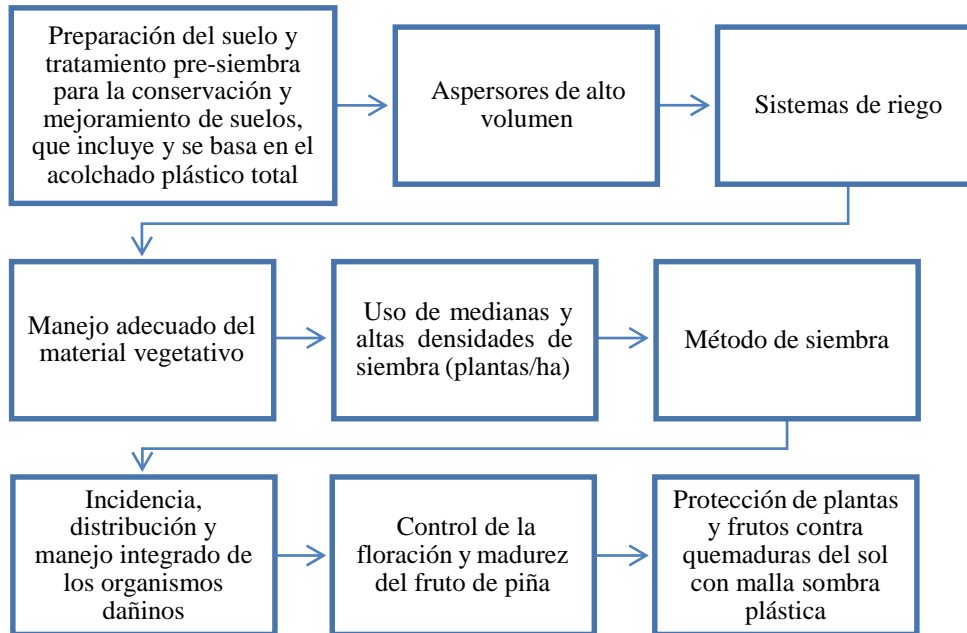 Preparación del suelo y
tratamiento pre-siembra
para la conservación y
mejoramiento de suelos,
que incluye y se basa en el
acolchado plástico total
Aspersores de alto
volumen
Sistemas de riego
Manejo adecuado del
material vegetativo
Uso de medianas y
altas densidades de
siembra (plantas/ha)
Método de siembra
Incidencia,
distribución y
manejo integrado de
los organismos
dañinos
Control de la
floración y madurez
del fruto de piña
Protección de plantas
y frutos contra
quemaduras del sol
con malla sombra
plástica